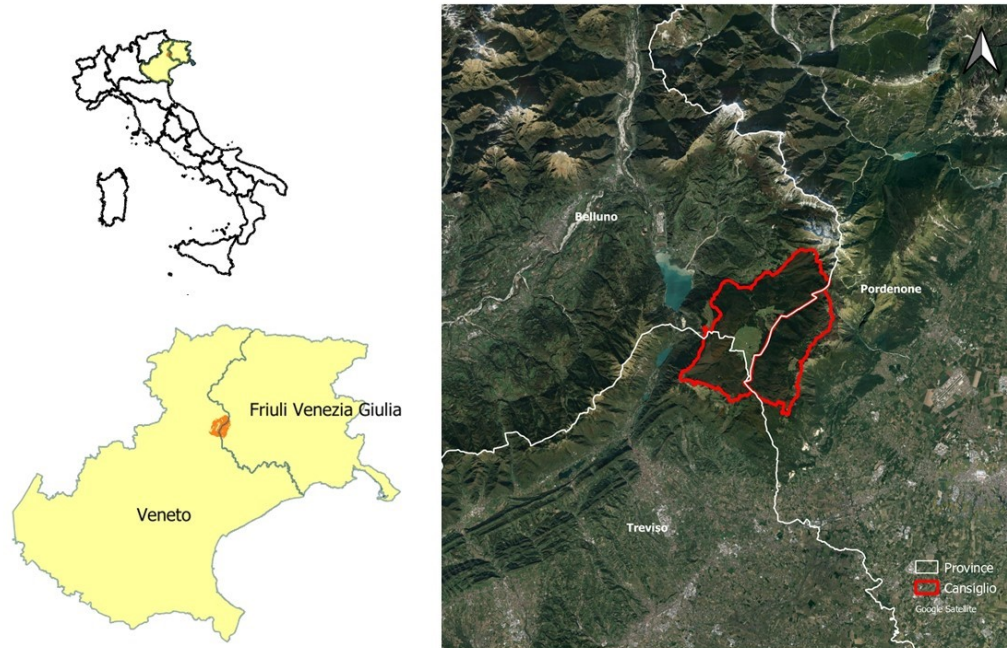 Friuli Venezia Giulia
Veneto
Belluno
Pordenone
Treviso
Province
Cansiglio
Google Satellite